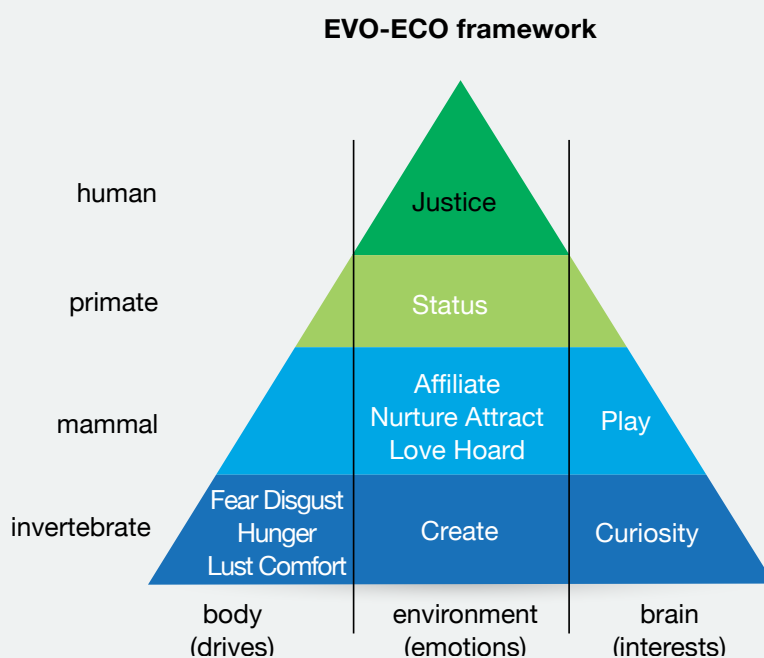 EVO-ECO framework
human
Justice
primate
Status
mammal
Affiliate
Nurture Attract
Love Hoard
Play
invertebrate
Fear Disgust
Hunger
Lust Comfort
Create
Curiosity
body
(drives)
environment
(emotions)
brain
(interests)